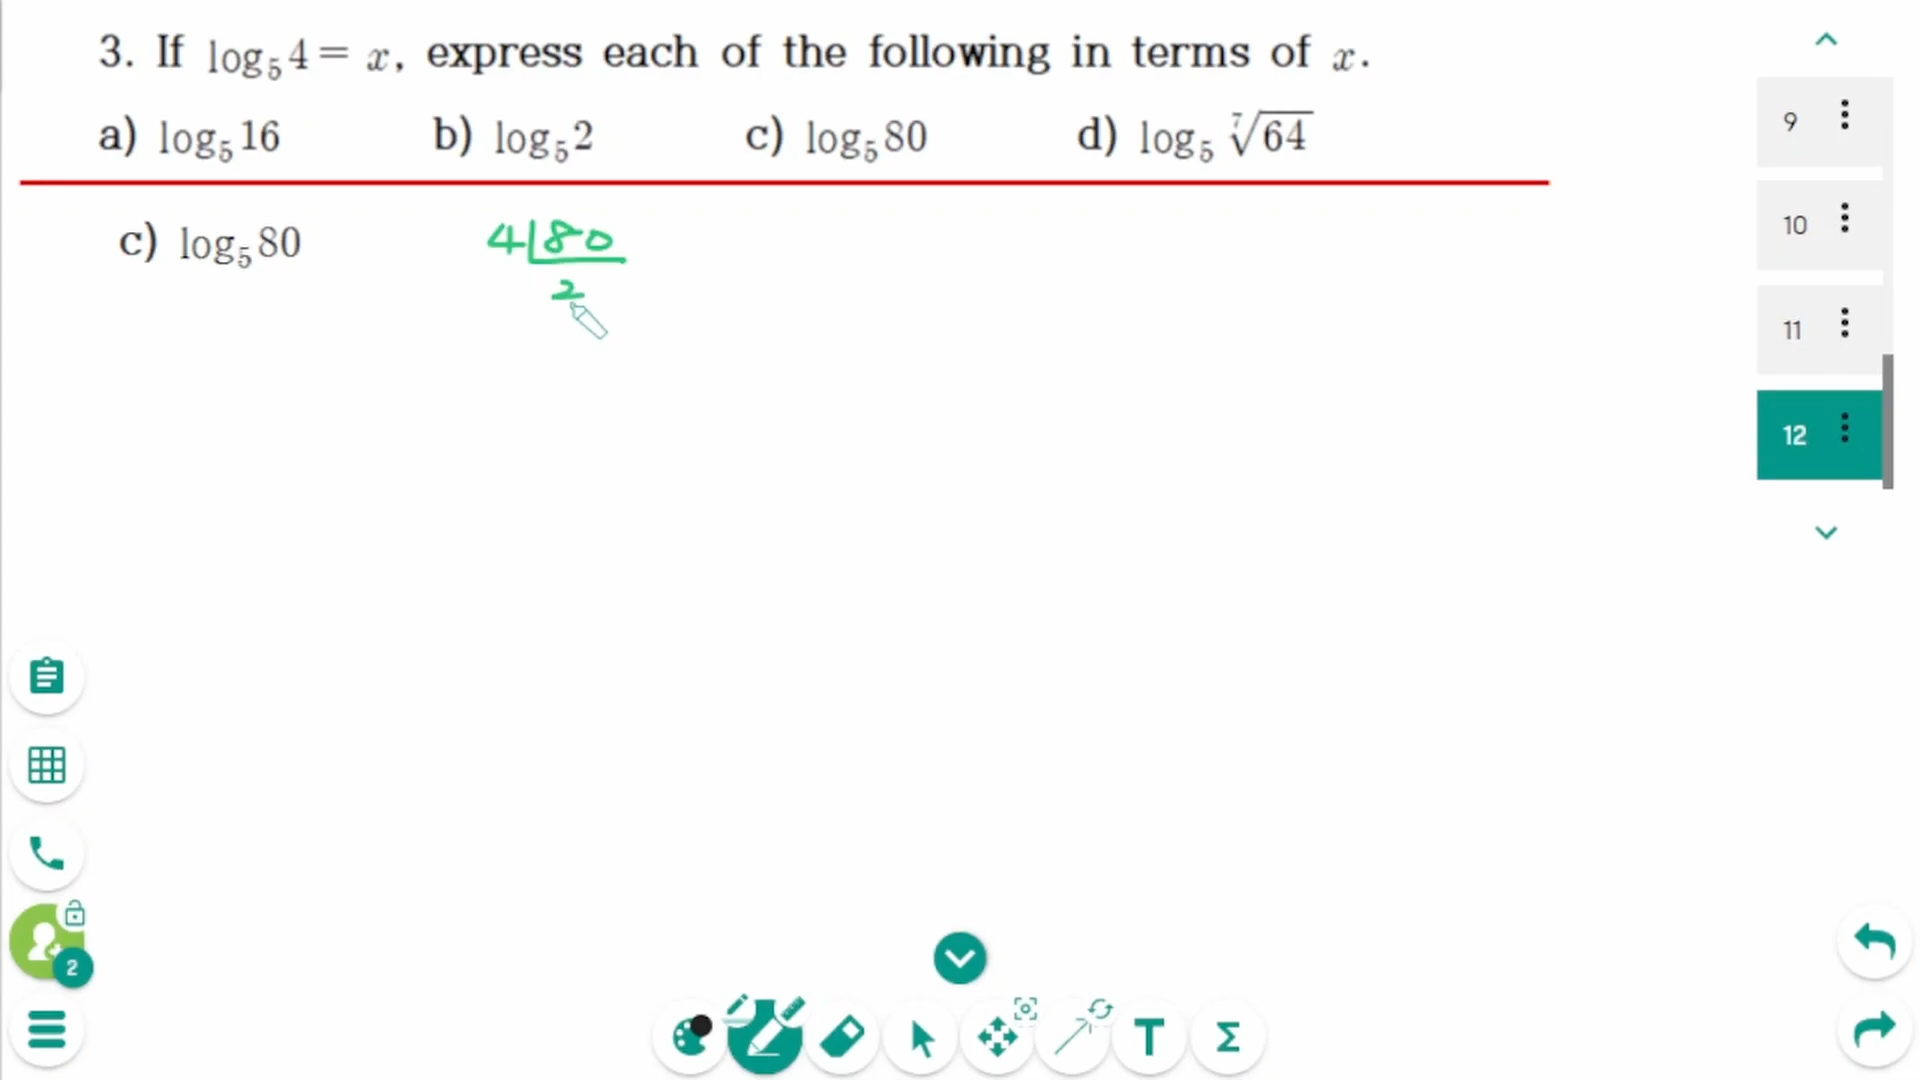 3. If log₅4 = x, express each of the following in terms of x.
a) log₅16 b) log₅2 c) log₅80 d) log₅ ⁷√64
c) log₅80 4 80
2
9
10
11
12
2
T Σ